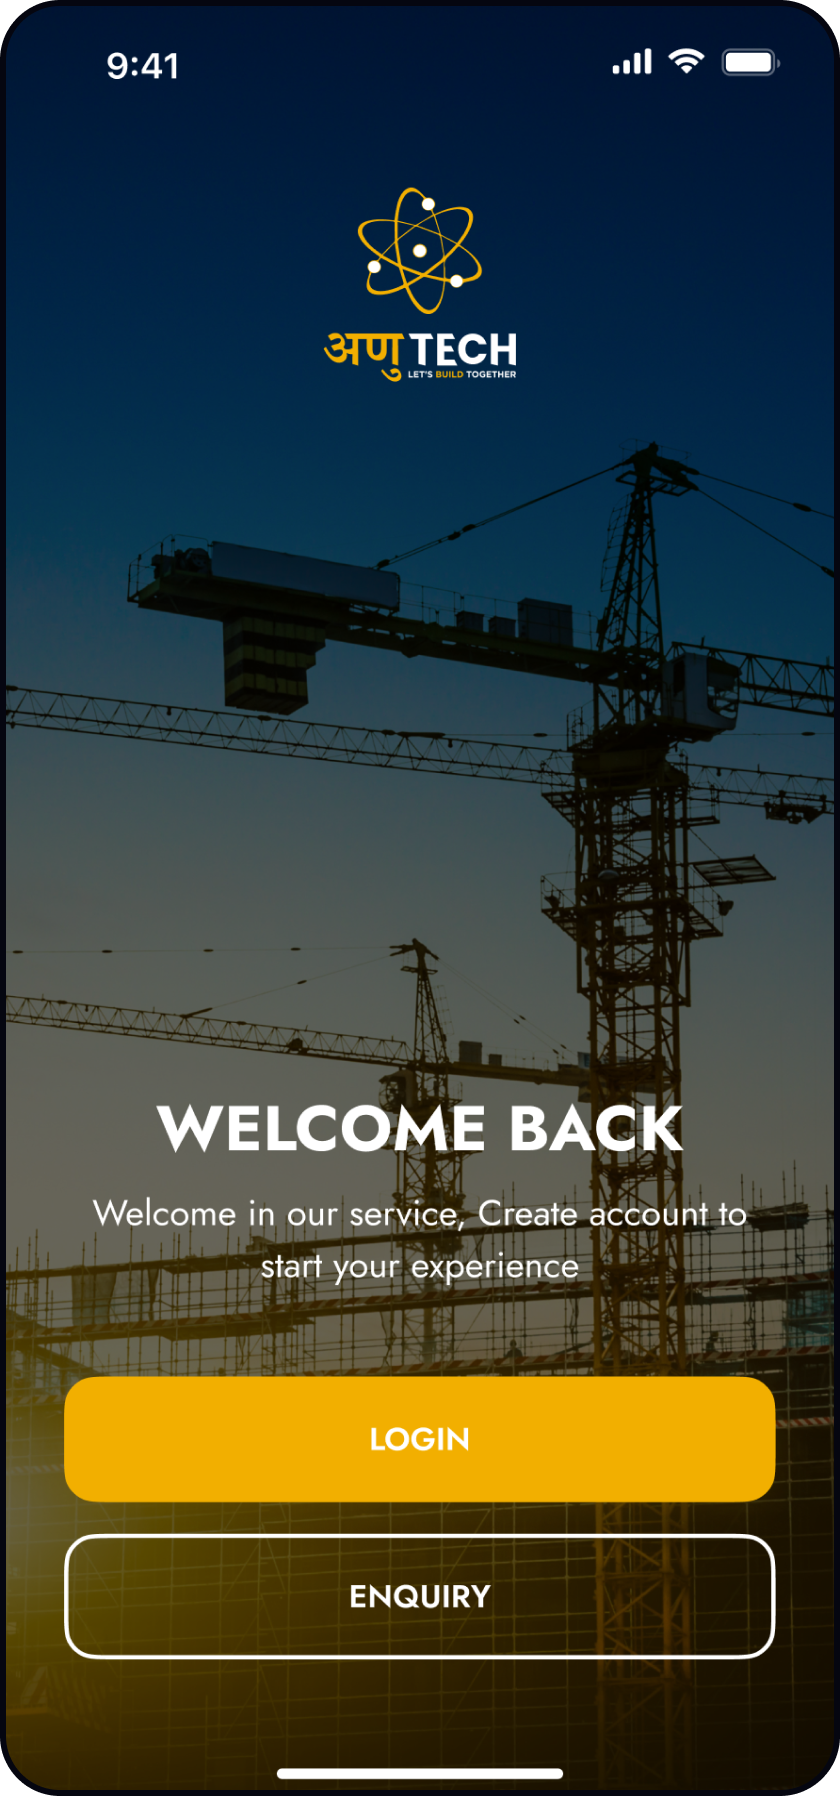 9:41
अणु TECH
LET'S BUILD TOGETHER
WELCOME BACK
Welcome in our service, Create account to
start your experience
LOGIN
ENQUIRY